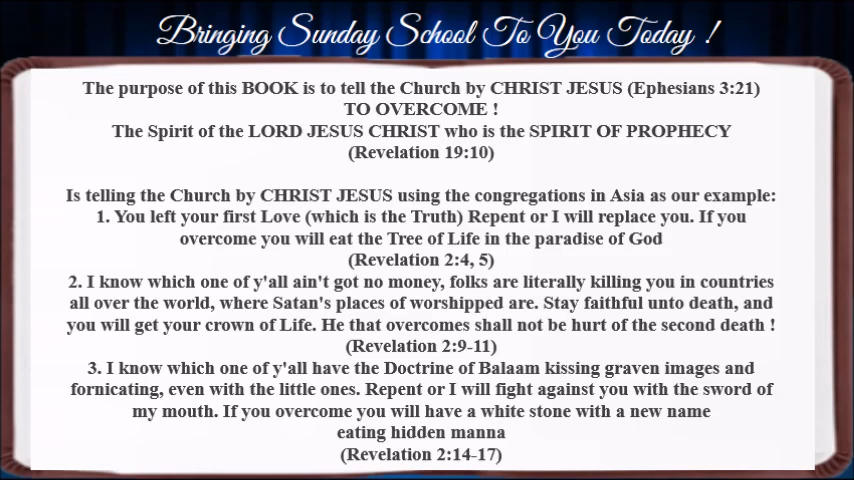 Bringing Sunday School To You Today !
The purpose of this BOOK is to tell the Church by CHRIST JESUS (Ephesians 3:21)
TO OVERCOME !
The Spirit of the LORD JESUS CHRIST who is the SPIRIT OF PROPHECY
(Revelation 19:10)
Is telling the Church by CHRIST JESUS using the congregations in Asia as our example:
1. You left your first Love (which is the Truth) Repent or I will replace you. If you
overcome you will eat the Tree of Life in the paradise of God
(Revelation 2:4, 5)
2. I know which one of y'all ain't got no money, folks are literally killing you in countries
all over the world, where Satan's places of worshipped are. Stay faithful unto death, and
you will get your crown of Life. He that overcomes shall not be hurt of the second death !
(Revelation 2:9-11)
3. I know which one of y'all have the Doctrine of Balaam kissing graven images and
fornicating, even with the little ones. Repent or I will fight against you with the sword of
my mouth. If you overcome you will have a white stone with a new name
eating hidden manna
(Revelation 2:14-17)